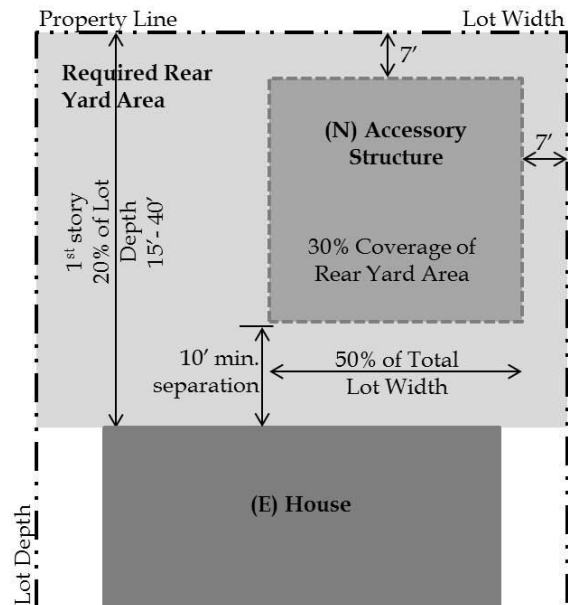 Property Line
Lot Width
Required Rear
Yard Area
7’
(N) Accessory
Structure
7’
1st story
20% of Lot
Depth
15’- 40’
30% Coverage of
Rear Yard Area
10’ min.
separation
50% of Total
Lot Width
(E) House
Lot Depth